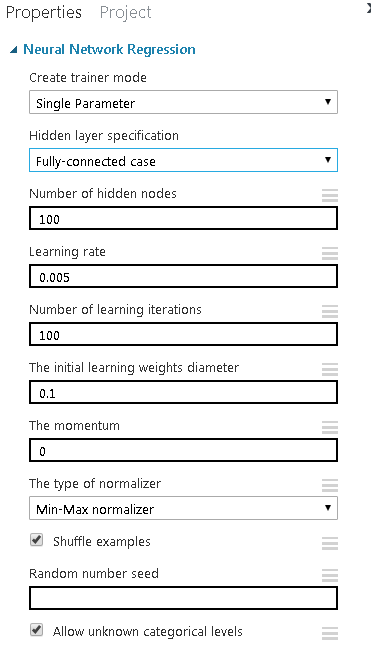 Properties Project
Neural Network Regression
Create trainer mode
Single Parameter
Hidden layer specification
Fully-connected case
Number of hidden nodes
100
Learning rate
0.005
Number of learning iterations
100
The initial learning weights diameter
0.1
The momentum
0
The type of normalizer
Min-Max normalizer
Shuffle examples
Random number seed
Allow unknown categorical levels